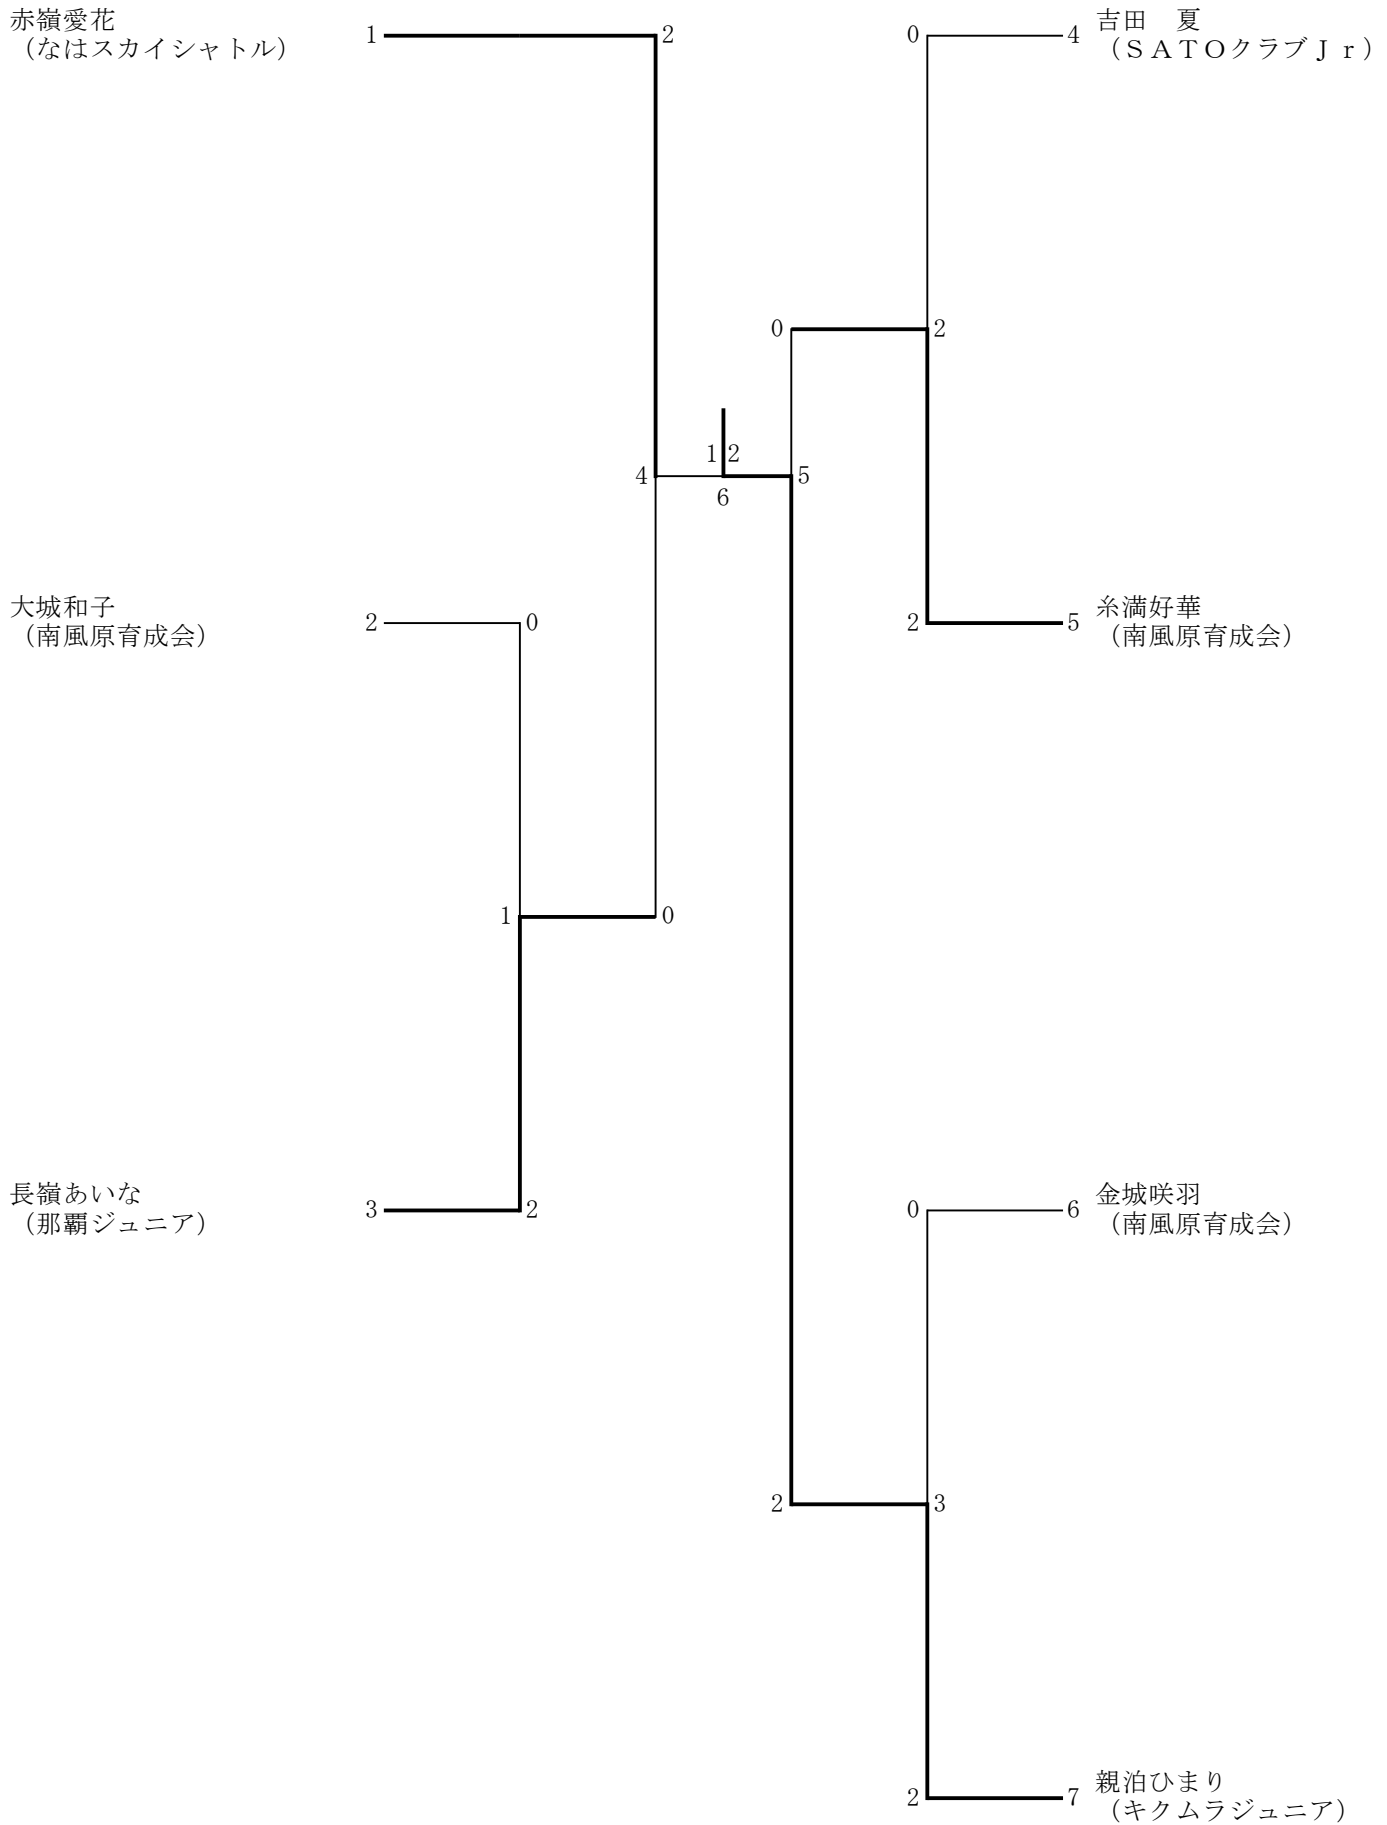 赤嶺愛花
（なはスカイシャトル）
1
2
0
4
吉田　夏
（ＳＡＴＯクラブＪｒ）
0
2
1 2
4
5
6
大城和子
（南風原育成会）
2
0
2
5
糸満好華
（南風原育成会）
1
0
長嶺あいな
（那覇ジュニア）
3
2
0
6
金城咲羽
（南風原育成会）
2
3
2
7
親泊ひまり
（キクムラジュニア）